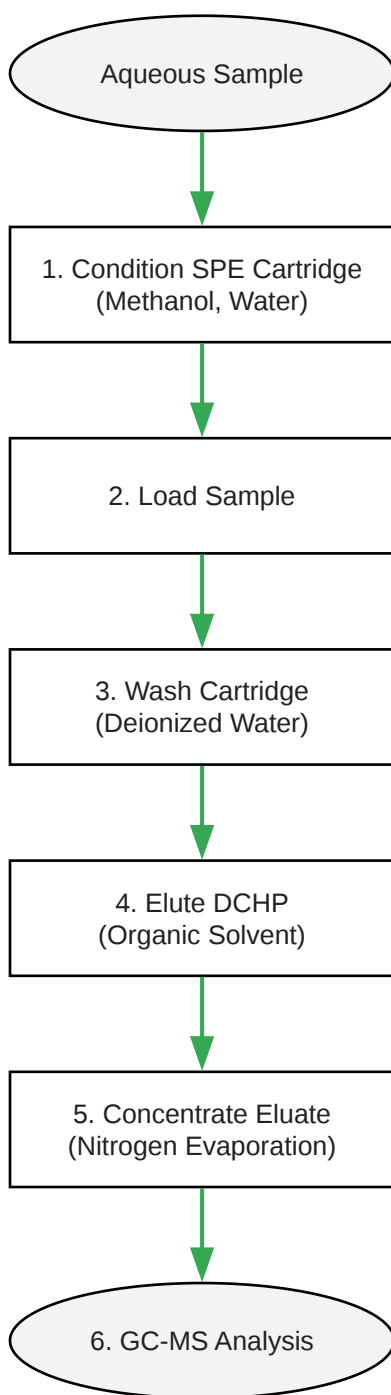 Aqueous Sample
1. Condition SPE Cartridge
(Methanol, Water)
2. Load Sample
3. Wash Cartridge
(Deionized Water)
4. Elute DCHP
(Organic Solvent)
5. Concentrate Eluate
(Nitrogen Evaporation)
6. GC-MS Analysis